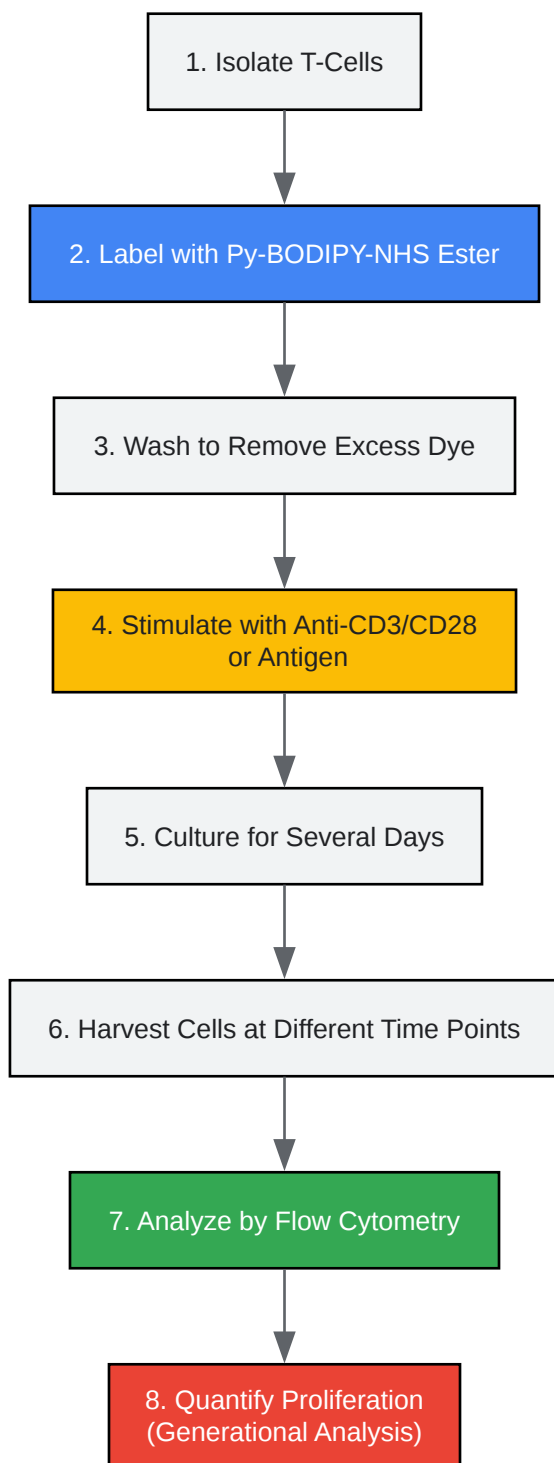 1. Isolate T-Cells
2. Label with Py-BODIPY-NHS Ester
3. Wash to Remove Excess Dye
4. Stimulate with Anti-CD3/CD28
or Antigen
5. Culture for Several Days
6. Harvest Cells at Different Time Points
7. Analyze by Flow Cytometry
8. Quantify Proliferation
(Generational Analysis)